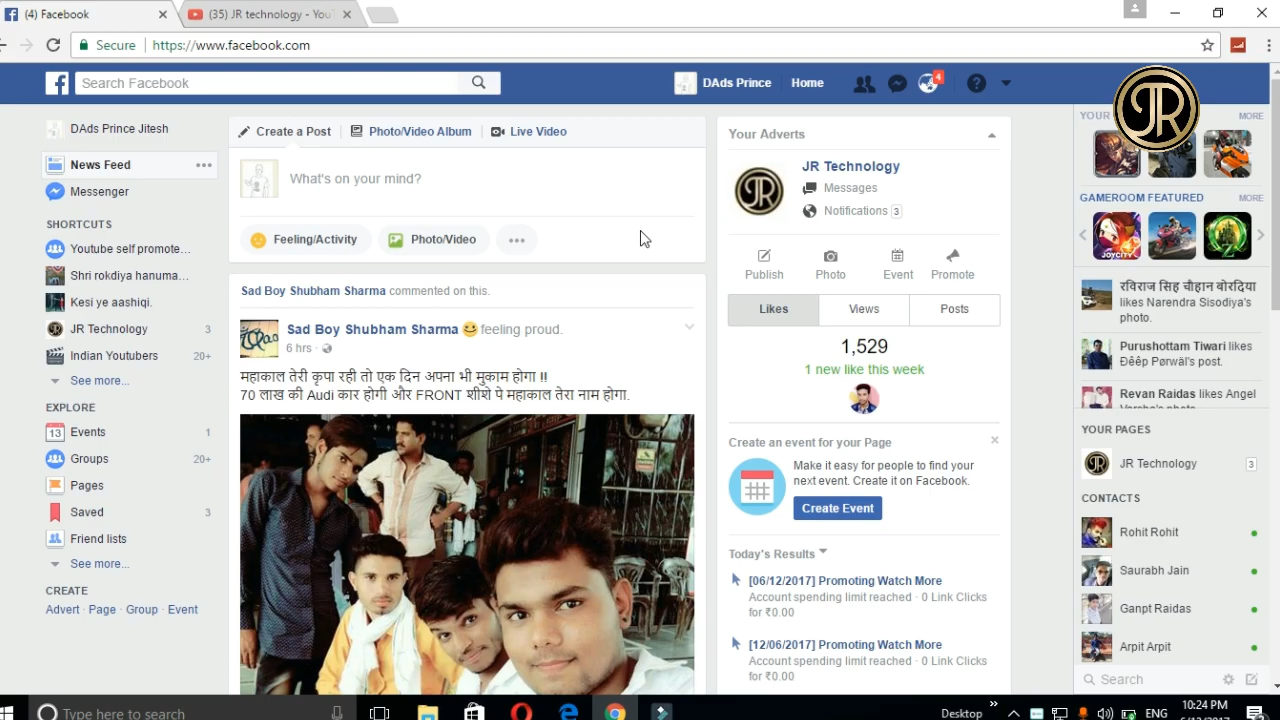 (4) Facebook
(35) JR technology - YouT
Secure
https://www.facebook.com
Search Facebook
DAds Prince
Home
4
JR
DAds Prince Jitesh
News Feed
Messenger
SHORTCUTS
Youtube self promote...
Shri rokdiya hanuma...
Kesi ye aashiqi.
JR Technology 3
Indian Youtubers 20+
See more...
EXPLORE
Events 1
Groups 20+
Pages
Saved 3
Friend lists
See more...
CREATE
Advert · Page · Group · Event
Create a Post
Photo/Video Album
Live Video
What's on your mind?
Feeling/Activity
Photo/Video
Sad Boy Shubham Sharma commented on this.
Sad Boy Shubham Sharma feeling proud.
6 hrs ·
महाकाल तेरी कृपा रही तो एक दिन अपना भी मुकाम होगा !!
70 लाख की Audi कार होगी और FRONT शीशे पे महाकाल तेरा नाम होगा.
Your Adverts
JR Technology
Messages
Notifications 3
Publish
Photo
Event
Promote
Likes
Views
Posts
1,529
1 new like this week
Create an event for your Page
Make it easy for people to find your
next event. Create it on Facebook.
Create Event
Today's Results
[06/12/2017] Promoting Watch More
Account spending limit reached · 0 Link Clicks
for ₹0.00
[12/06/2017] Promoting Watch More
Account spending limit reached · 0 Link Clicks
for ₹0.00
YOUR
MORE
GAMEROOM FEATURED
MORE
JOYCITY
रविराज सिंह चौहान बोरदिया
likes Narendra Sisodiya's
photo.
Purushottam Tiwari likes
Ðêêp Pørwäl's post.
Revan Raidas likes Angel
YOUR PAGES
JR Technology 3
CONTACTS
Rohit Rohit
Saurabh Jain
Ganpt Raidas
Arpit Arpit
Search
Type here to search
Desktop
ENG
10:24 PM